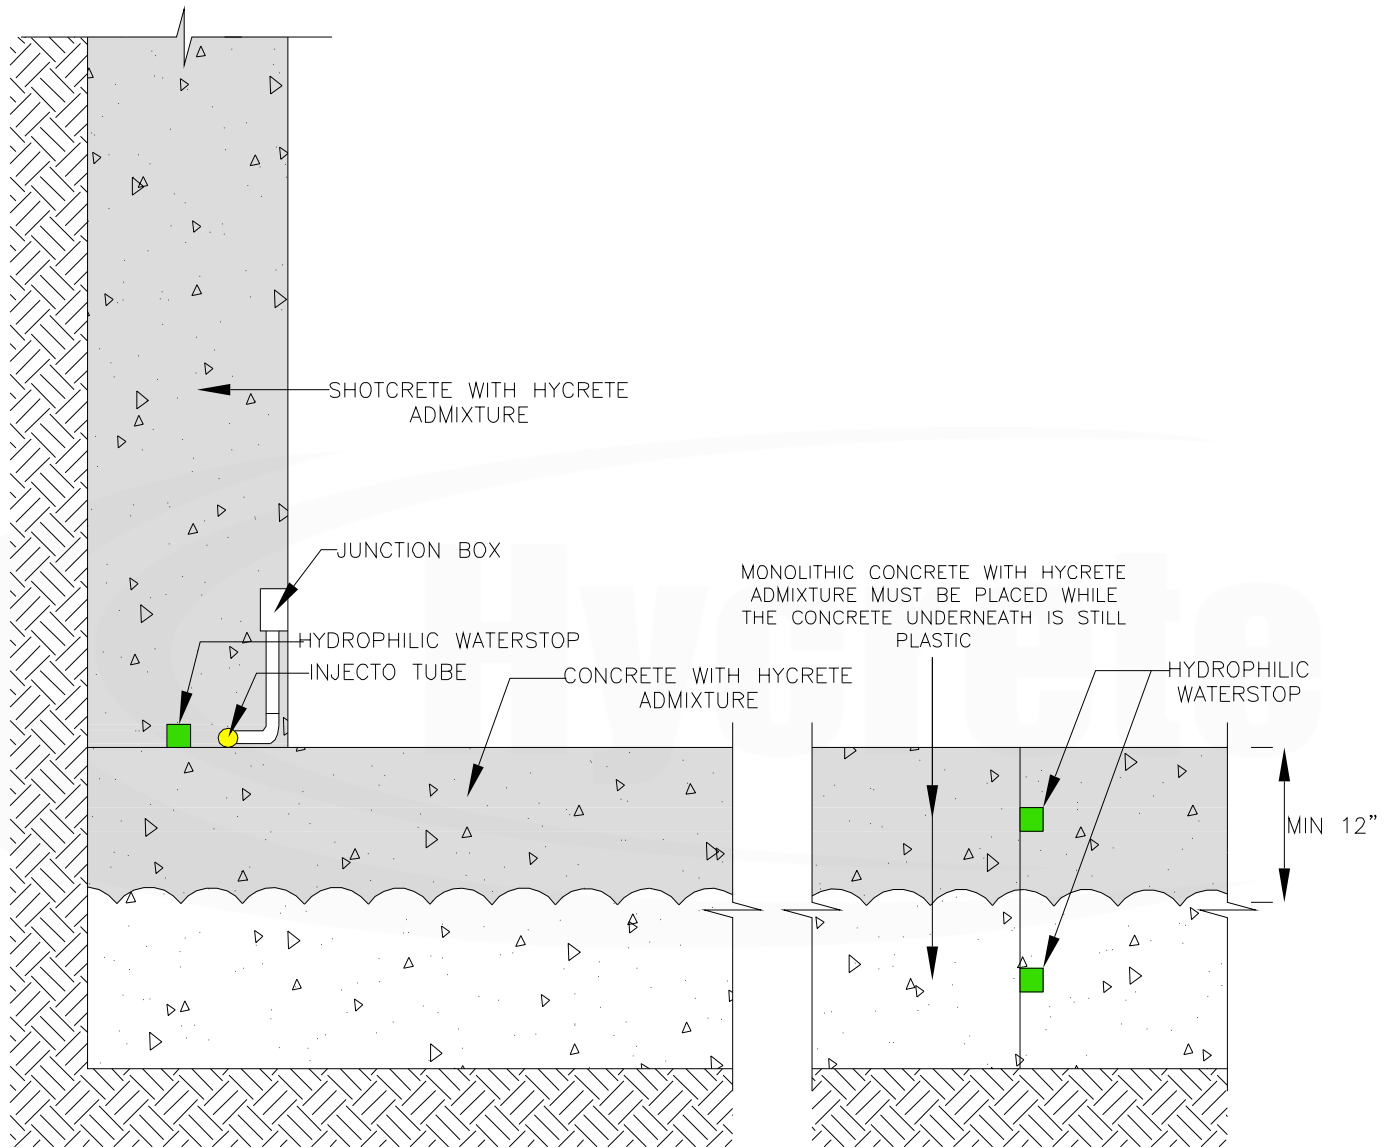 SHOTCRETE WITH HYCRETE
ADMIXTURE
JUNCTION BOX
HYDROPHILIC WATERSTOP
INJECTO TUBE
CONCRETE WITH HYCRETE
ADMIXTURE
MONOLITHIC CONCRETE WITH HYCRETE
ADMIXTURE MUST BE PLACED WHILE
THE CONCRETE UNDERNEATH IS STILL
PLASTIC
HYDROPHILIC
WATERSTOP
MIN 12”
Hycrete